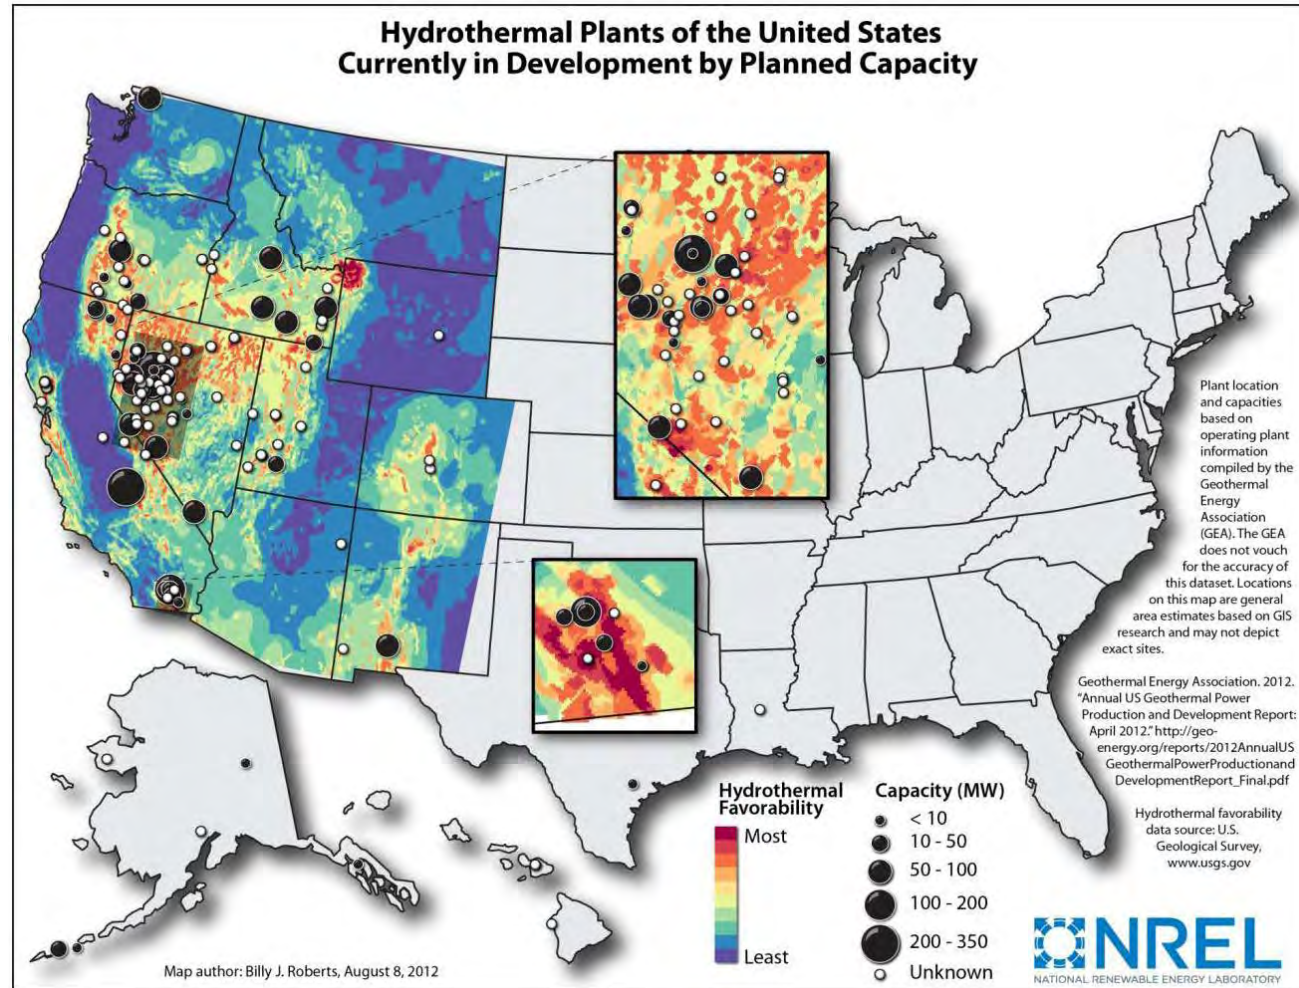 Hydrothermal Plants of the United States
Currently in Development by Planned Capacity
Plant location
and capacities
based on
operating plant
information
compiled by the
Geothermal
Energy
Association
(GEA). The GEA
does not vouch
for the accuracy of
this dataset. Locations
on this map are general
area estimates based on GIS
research and may not depict
exact sites.
Geothermal Energy Association. 2012.
"Annual US Geothermal Power
Production and Development Report:
April 2012." http://geo-
energy.org/reports/2012AnnualUS
GeothermalPowerProductionand
DevelopmentReport_Final.pdf
Hydrothermal favorability
data source: U.S.
Geological Survey,
www.usgs.gov
Hydrothermal
Favorability
Most
Least
Capacity (MW)
< 10
10 - 50
50 - 100
100 - 200
200 - 350
Unknown
Map author: Billy J. Roberts, August 8, 2012
NREL
NATIONAL RENEWABLE ENERGY LABORATORY